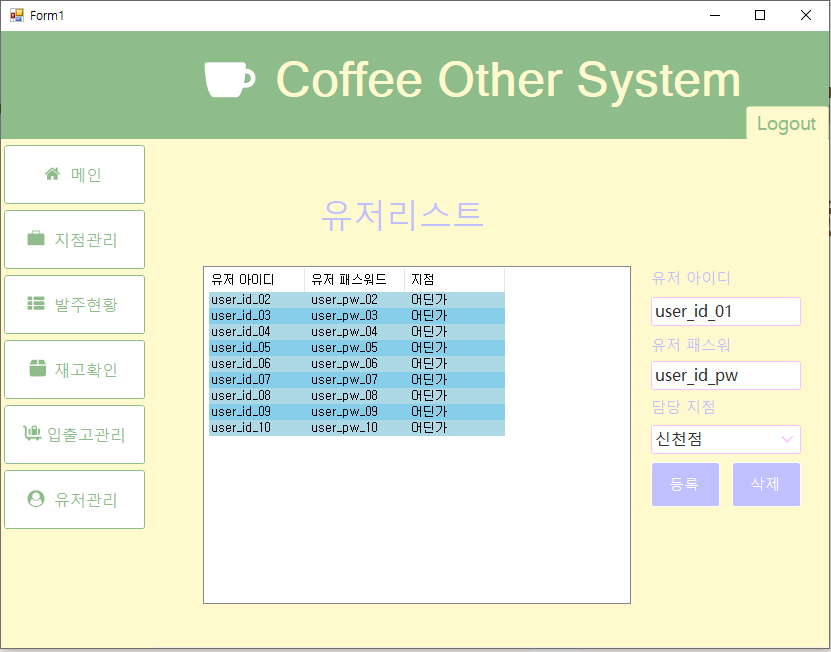 Form1
Coffee Other System
Logout
메인
지점관리
발주현황
재고확인
입출고관리
유저관리
유저리스트
유저 아이디 유저 패스워드 지점
user_id_02 user_pw_02 어딘가
user_id_03 user_pw_03 어딘가
user_id_04 user_pw_04 어딘가
user_id_05 user_pw_05 어딘가
user_id_06 user_pw_06 어딘가
user_id_07 user_pw_07 어딘가
user_id_08 user_pw_08 어딘가
user_id_09 user_pw_09 어딘가
user_id_10 user_pw_10 어딘가
유저 아이디
user_id_01
유저 패스워
user_id_pw
담당 지점
신천점
등록 삭제